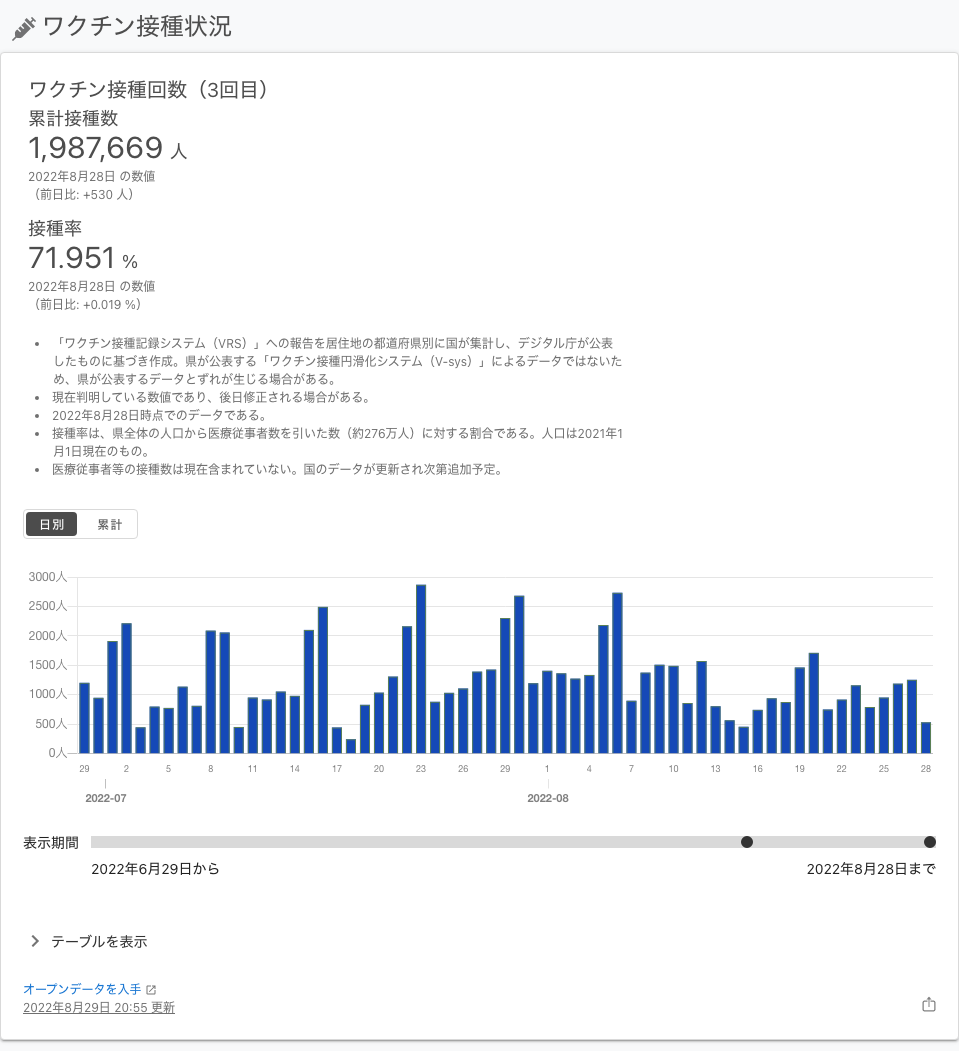 ワクチン接種状況
ワクチン接種回数（3回目）
累計接種数
1,987,669 人
2022年8月28日 の数値
（前日比: +530 人）
接種率
71.951 %
2022年8月28日 の数値
（前日比: +0.019 %）
• 「ワクチン接種記録システム（VRS）」への報告を居住地の都道府県別に国が集計し、デジタル庁が公表
したものに基づき作成。県が公表する「ワクチン接種円滑化システム（V-sys）」によるデータではないた
め、県が公表するデータとずれが生じる場合がある。
• 現在判明している数値であり、後日修正される場合がある。
• 2022年8月28日時点でのデータである。
• 接種率は、県全体の人口から医療従事者数を引いた数（約276万人）に対する割合である。人口は2021年1
月1日現在のもの。
• 医療従事者等の接種数は現在含まれていない。国のデータが更新され次第追加予定。
日別 累計
3000人
2500人
2000人
1500人
1000人
500人
0人
29 2 5 8 11 14 17 20 23 26 29 1 4 7 10 13 16 19 22 25 28
2022-07 2022-08
表示期間
2022年6月29日から 2022年8月28日まで
テーブルを表示
オープンデータを入手
2022年8月29日 20:55 更新